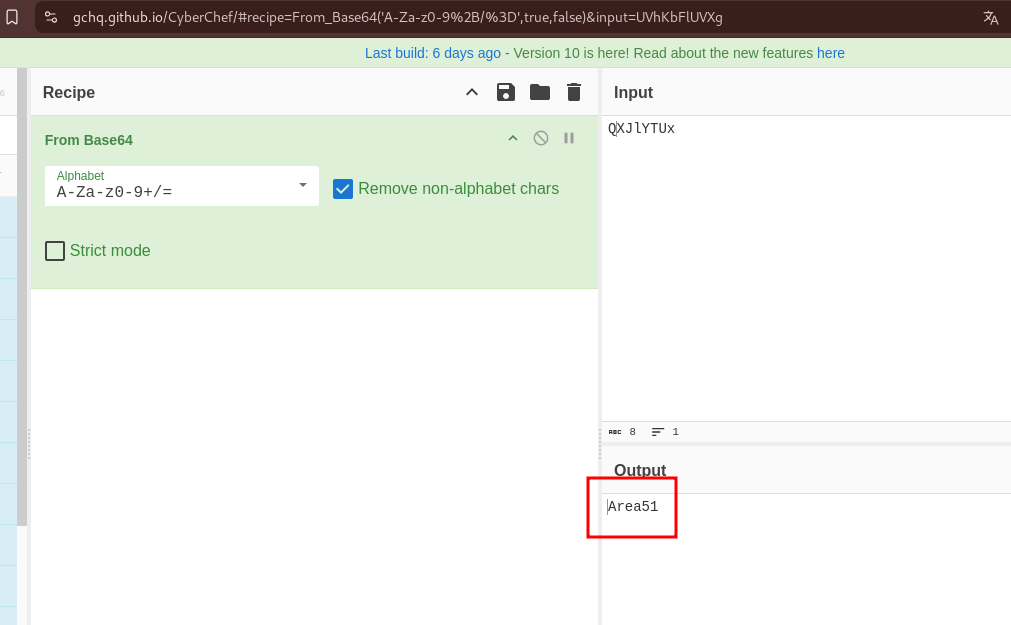 gchq.github.io/CyberChef/#recipe=From_Base64('A-Za-z0-9%2B/%3D',true,false)&input=UVhKbFlUVXg
Last build: 6 days ago - Version 10 is here! Read about the new features here
Recipe
From Base64
Alphabet
A-Za-z0-9+/=
Remove non-alphabet chars
Strict mode
Input
QXJlYTUx
ABC 8 1
Output
Area51